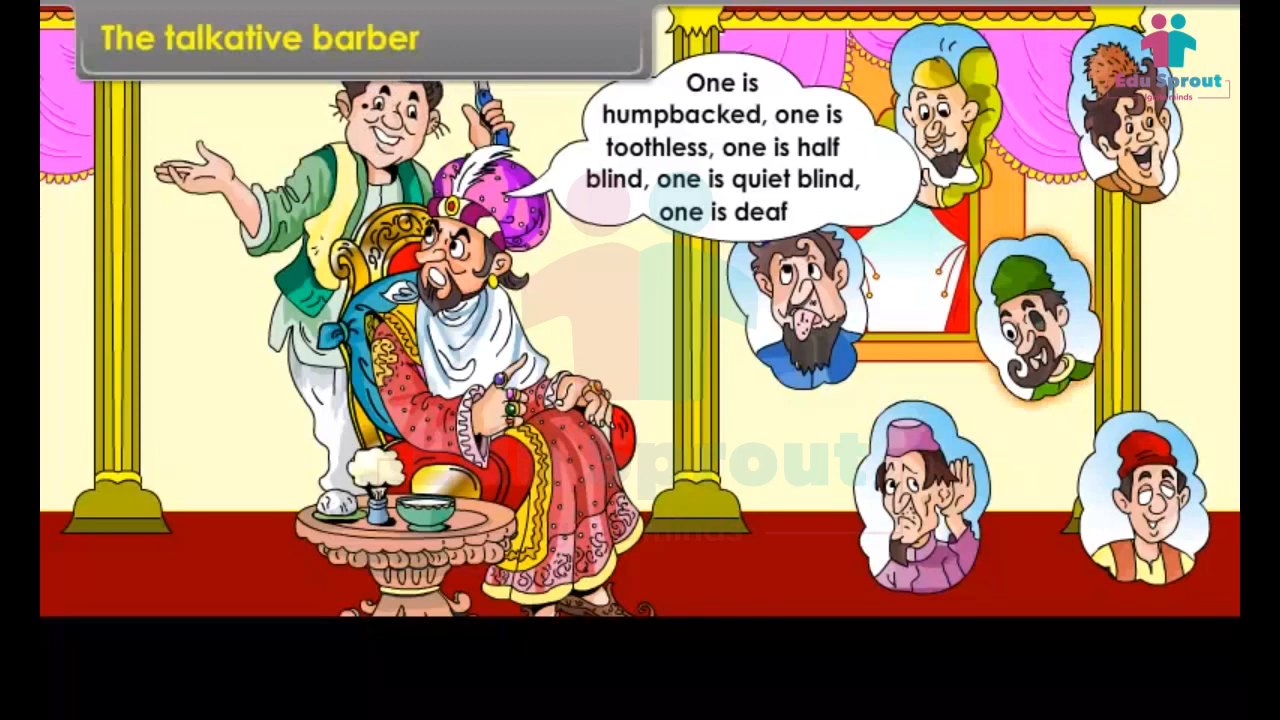 The talkative barber
One is
humpbacked, one is
toothless, one is half
blind, one is quiet blind,
one is deaf
Edu Sprout